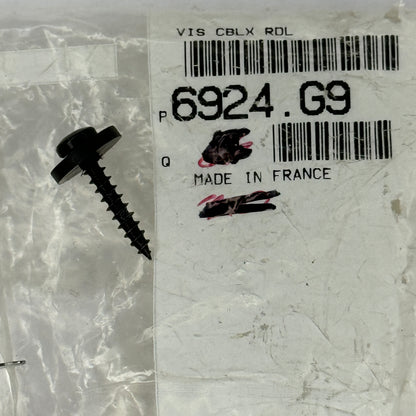 VIS CBLX RDL
P 6924.G9
Q
MADE IN FRANCE